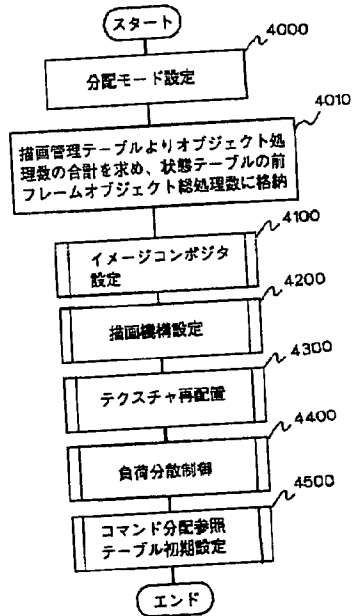 スタート
4000
分配モード設定
4010
描画管理テーブルよりオブジェクト処
理数の合計を求め、状態テーブルの前
フレームオブジェクト総処理数に格納
4100
イメージコンポジタ
設定
4200
描画機構設定
4300
テクスチャ再配置
4400
負荷分散制御
4500
コマンド分配参照
テーブル初期設定
エンド